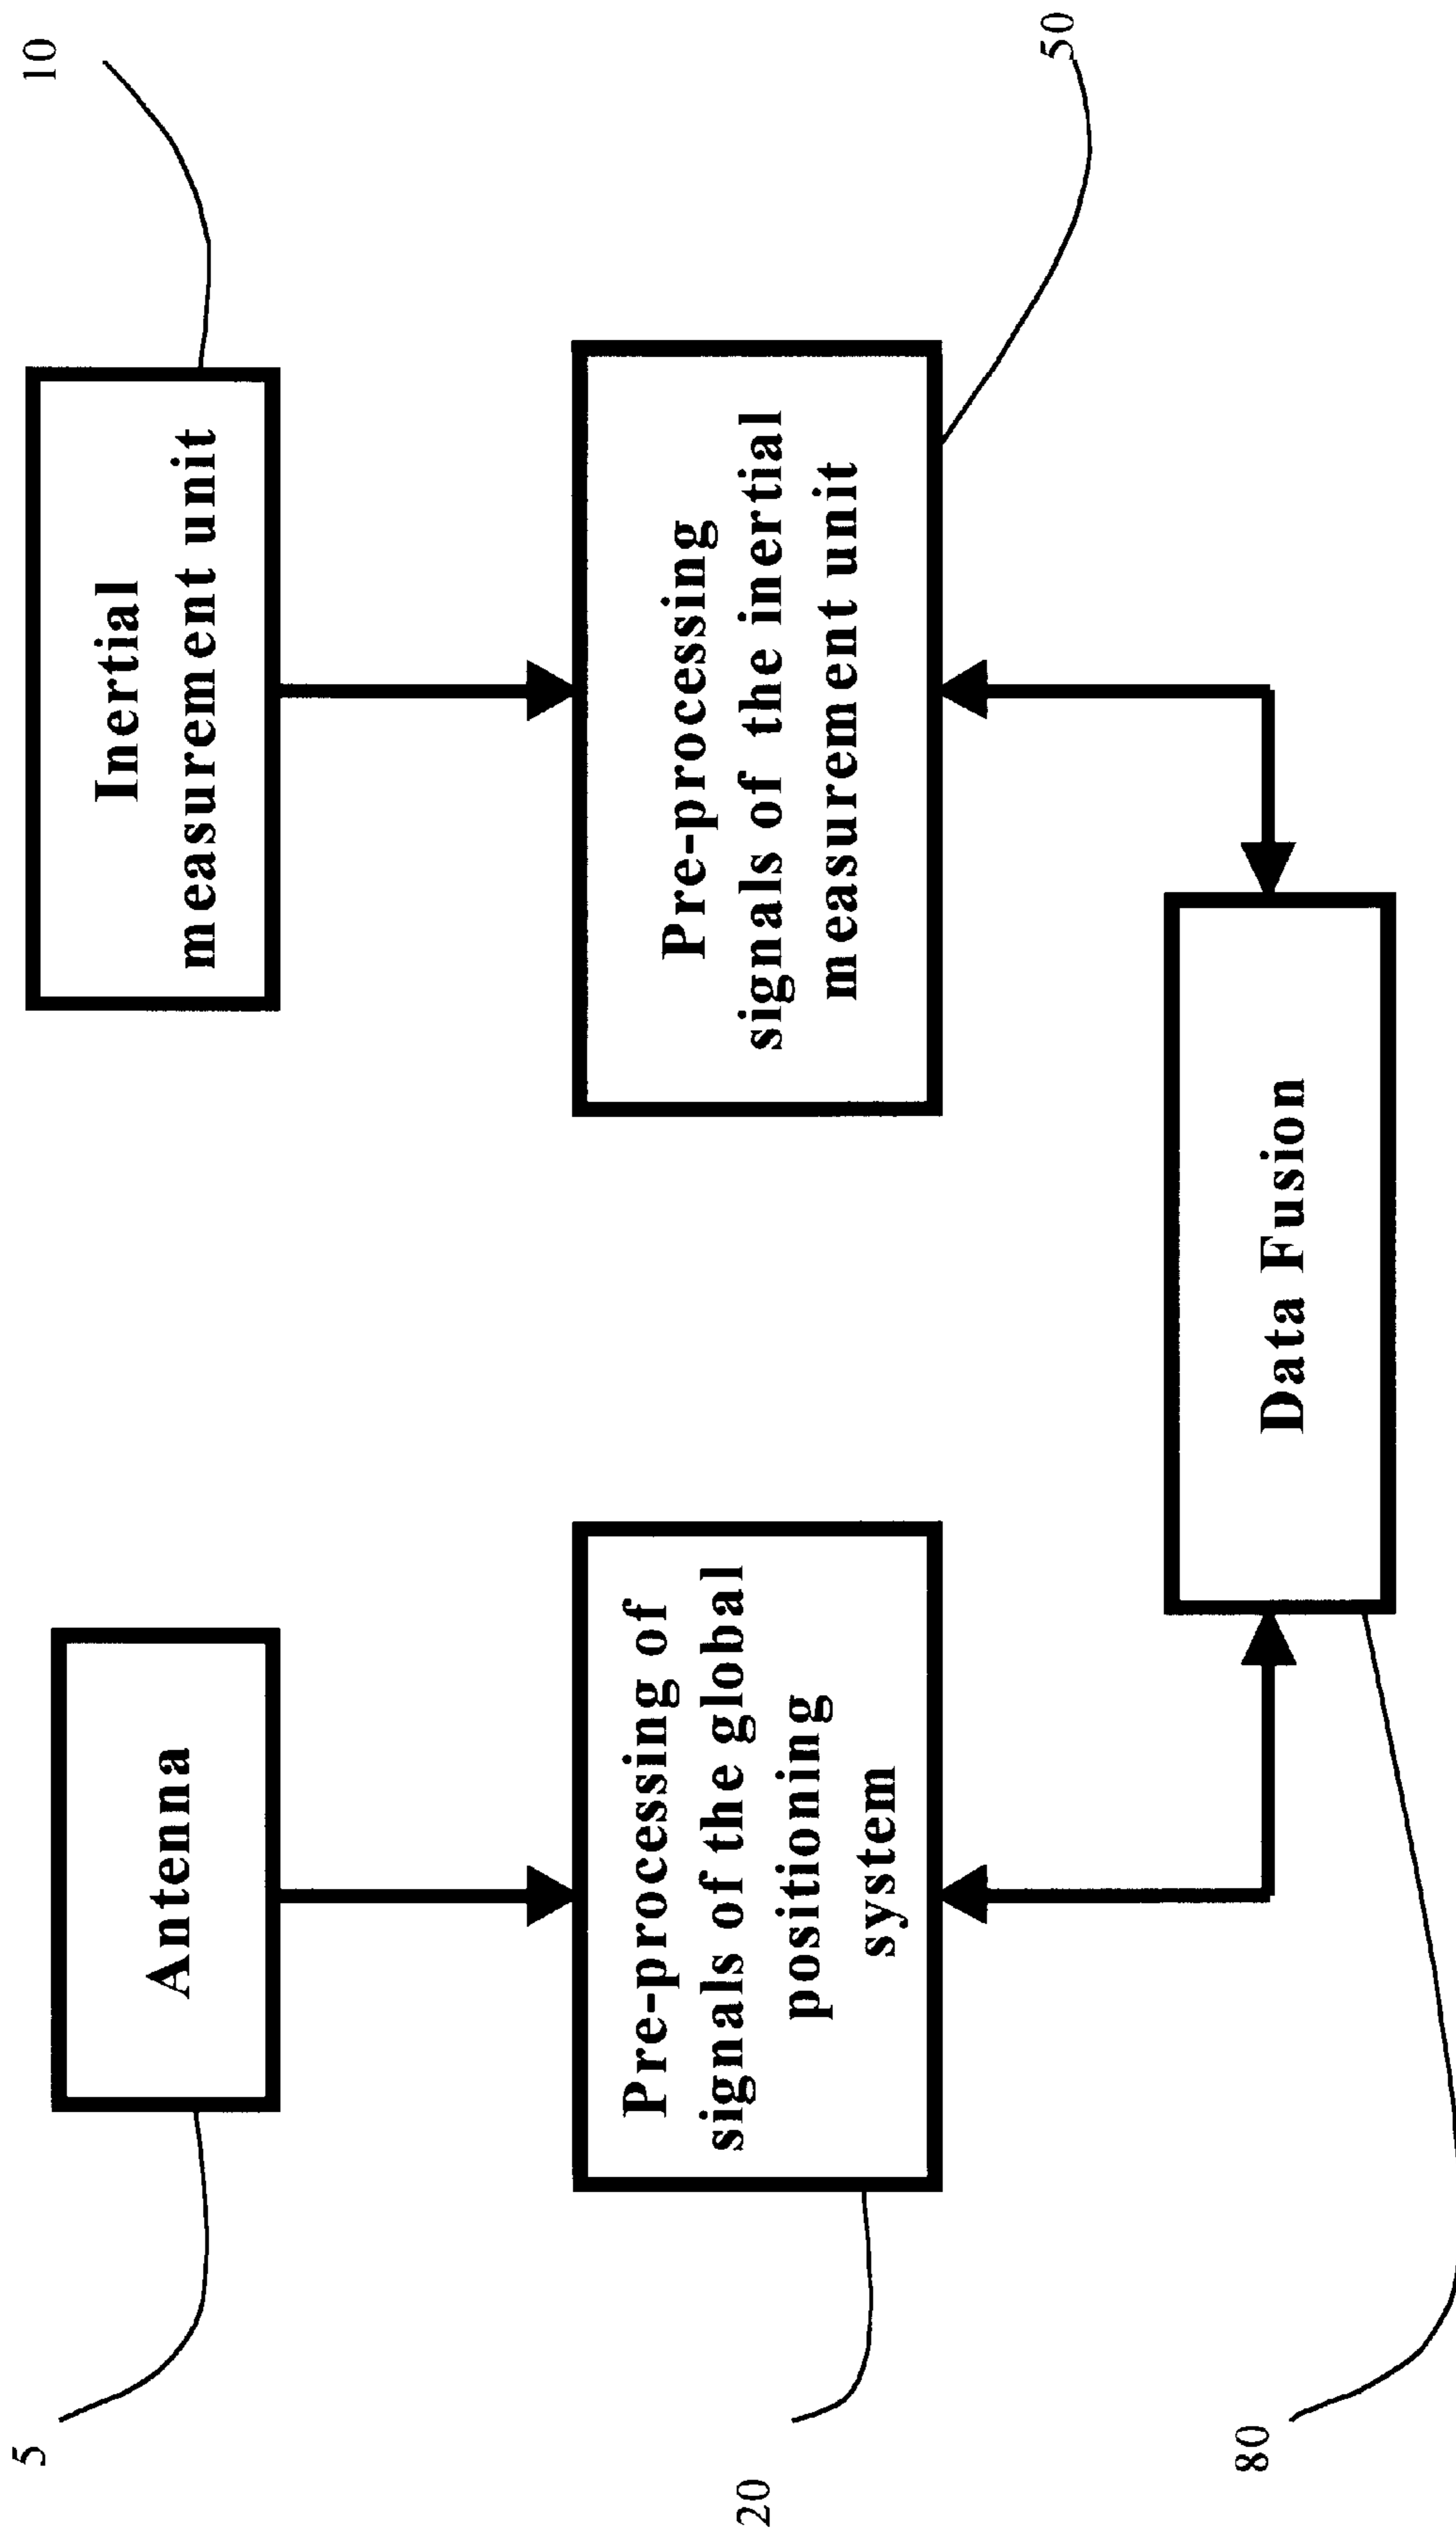 5
Antenna
10
Inertial
measurement unit
20
Pre-processing of
signals of the global
positioning
system
50
Pre-processing
signals of the inertial
measurement unit
80
Data Fusion